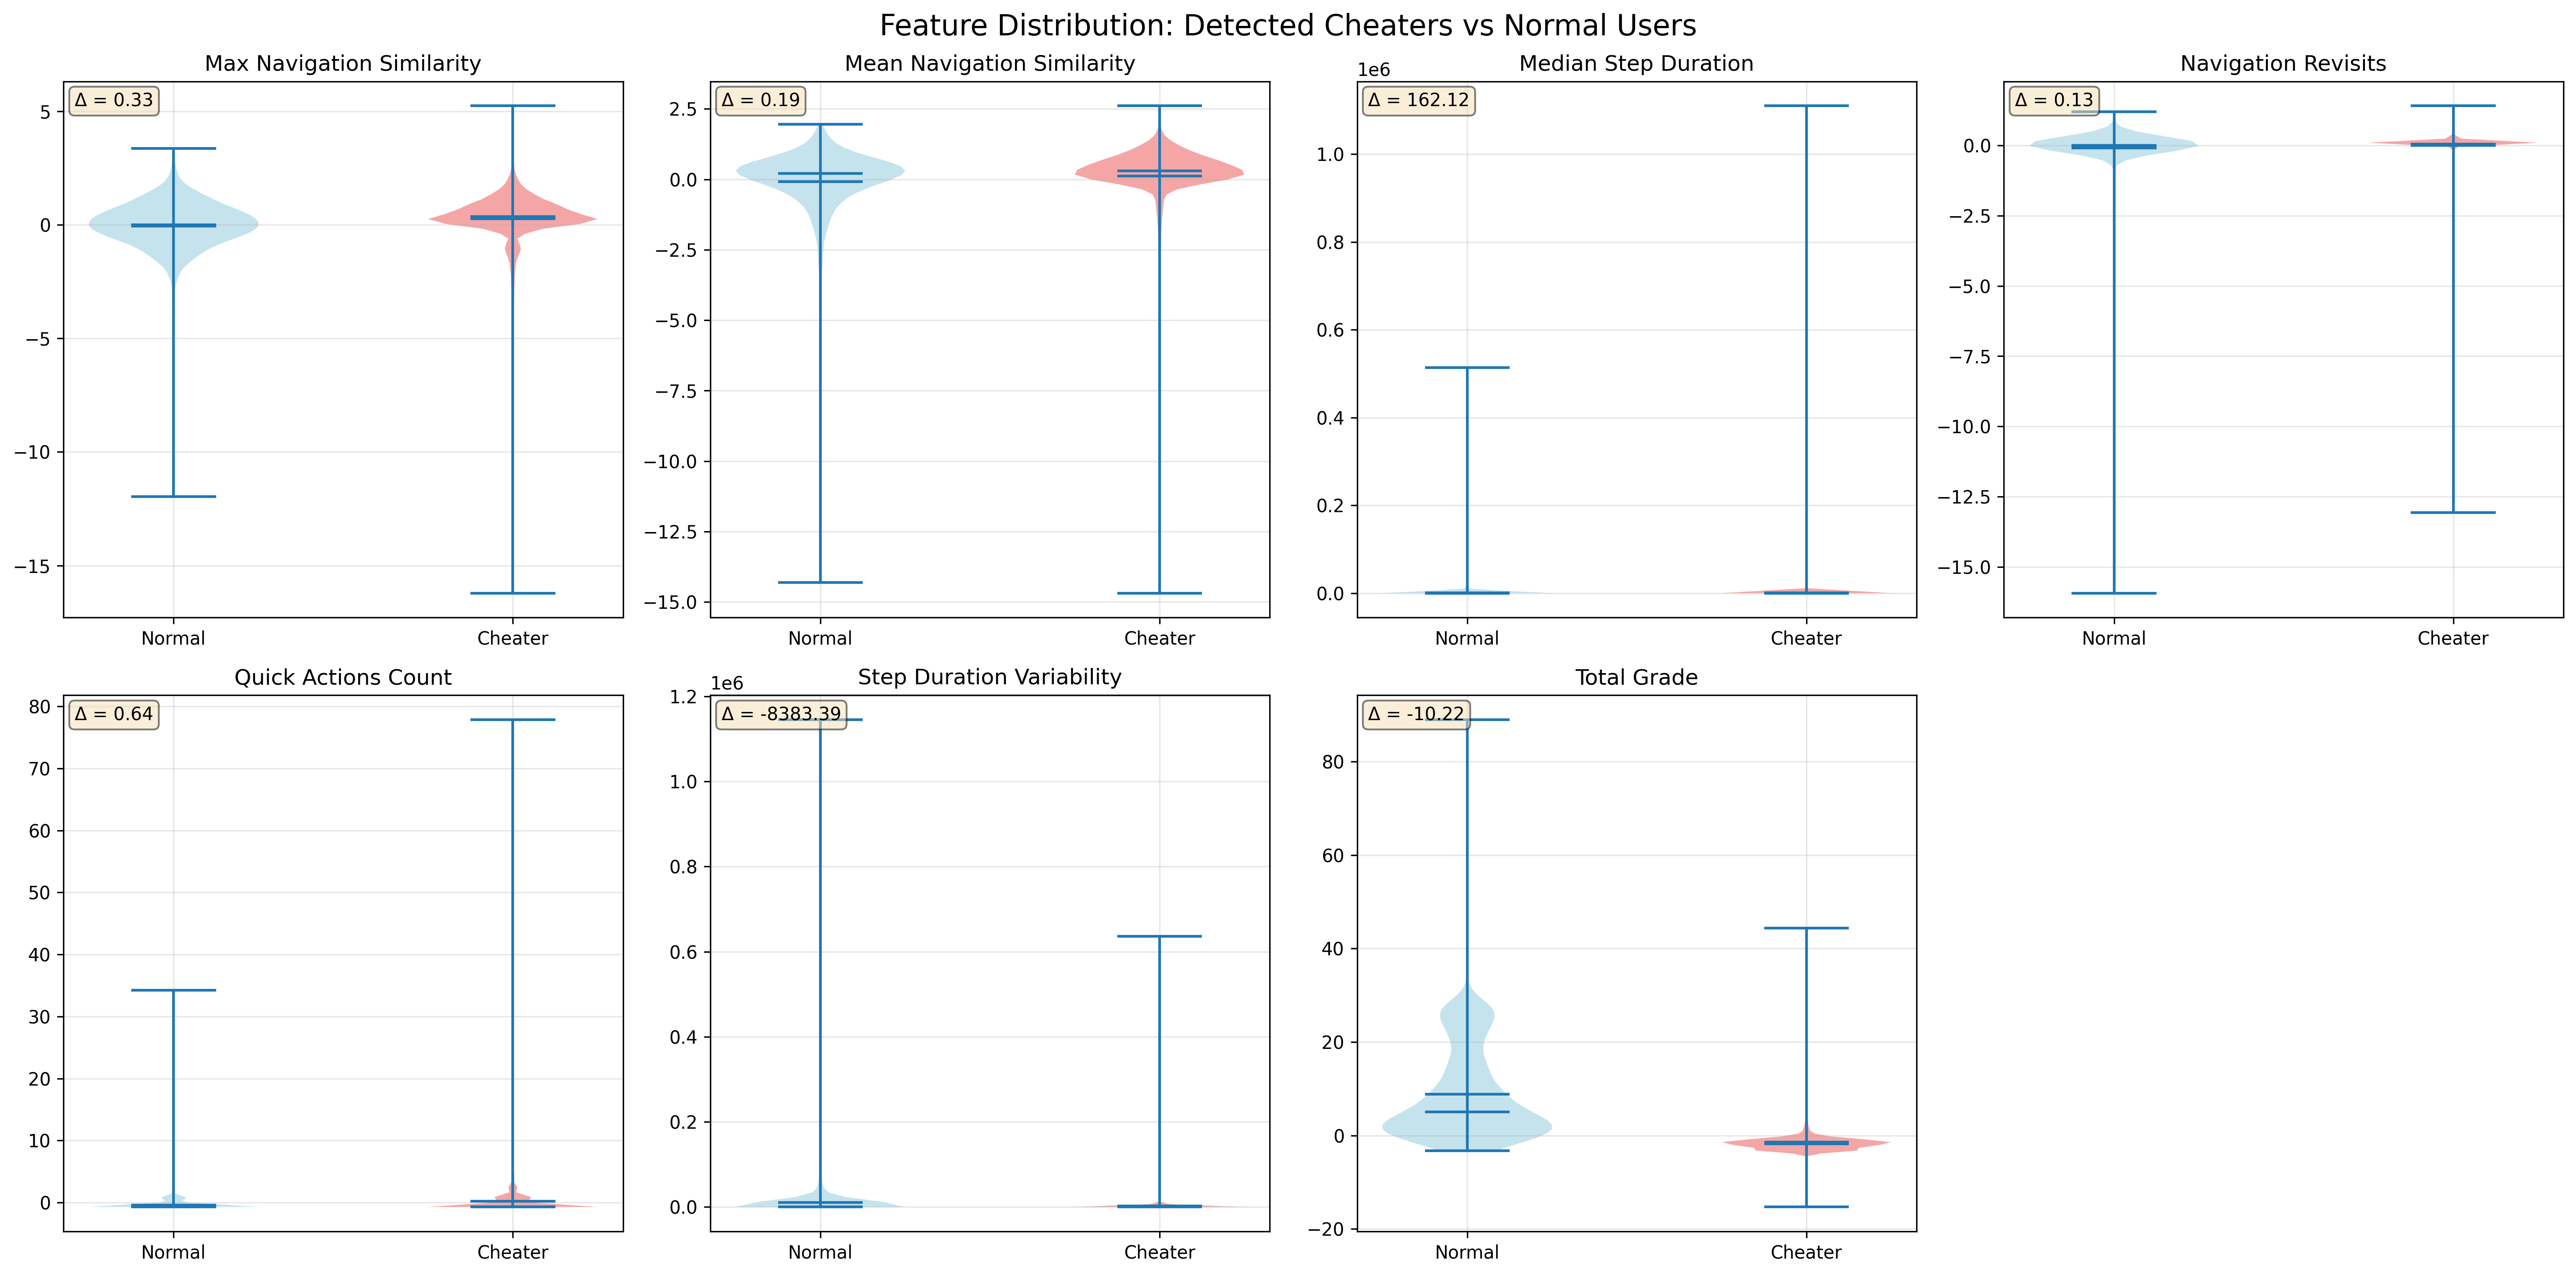 Feature Distribution: Detected Cheaters vs Normal Users
Max Navigation Similarity
Δ = 0.33
5
0
−5
−10
−15
Normal
Cheater
Mean Navigation Similarity
Δ = 0.19
2.5
0.0
−2.5
−5.0
−7.5
−10.0
−12.5
−15.0
Normal
Cheater
Median Step Duration
1e6
Δ = 162.12
1.0
0.8
0.6
0.4
0.2
0.0
Normal
Cheater
Navigation Revisits
Δ = 0.13
0.0
−2.5
−5.0
−7.5
−10.0
−12.5
−15.0
Normal
Cheater
Quick Actions Count
Δ = 0.64
80
70
60
50
40
30
20
10
0
Normal
Cheater
Step Duration Variability
1e6
Δ = -8383.39
1.2
1.0
0.8
0.6
0.4
0.2
0.0
Normal
Cheater
Total Grade
Δ = -10.22
80
60
40
20
0
−20
Normal
Cheater